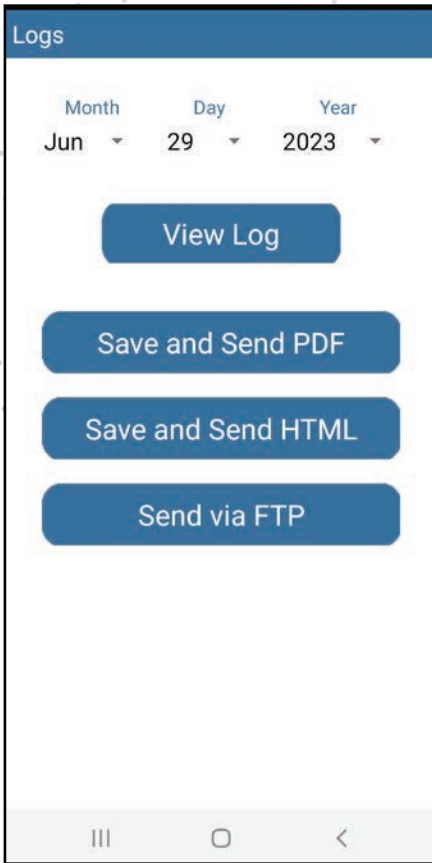 Logs
Month Day Year
Jun 29 2023
View Log
Save and Send PDF
Save and Send HTML
Send via FTP